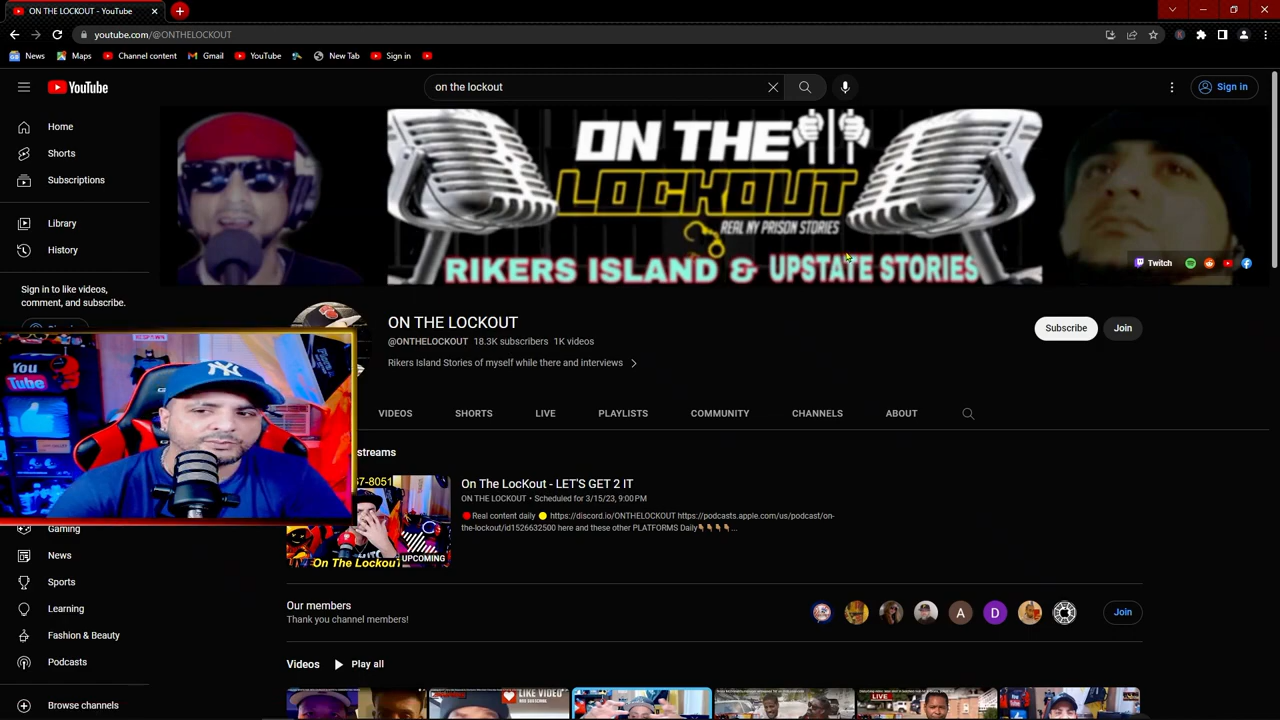 ON THE LOCKOUT - YouTube
youtube.com/@ONTHELOCKOUT
News Maps Channel content Gmail YouTube New Tab Sign in
YouTube
on the lockout
Sign in
Home
Shorts
Subscriptions
Library
History
Sign in to like videos,
comment, and subscribe.
ON THE
LOCKOUT
REAL NY PRISON STORIES
RIKERS ISLAND & UPSTATE STORIES
Twitch
ON THE LOCKOUT
@ONTHELOCKOUT 18.3K subscribers 1K videos
Rikers Island Stories of myself while there and interviews
Subscribe
Join
VIDEOS SHORTS LIVE PLAYLISTS COMMUNITY CHANNELS ABOUT
streams
You
Tube
7-8051
UPCOMING
On The LocKout
On The LocKout - LET'S GET 2 IT
ON THE LOCKOUT • Scheduled for 3/15/23, 9:00 PM
🔴Real content daily 🟡 https://discord.io/ONTHELOCKOUT https://podcasts.apple.com/us/podcast/on-
the-lockout/id1526632500 here and these other PLATFORMS Daily👇🏽👇🏽👇🏽👇🏽...
Gaming
News
Sports
Learning
Fashion & Beauty
Podcasts
Browse channels
Our members
Thank you channel members!
A D
Join
Videos Play all
LIKE VIDEO
LIVE